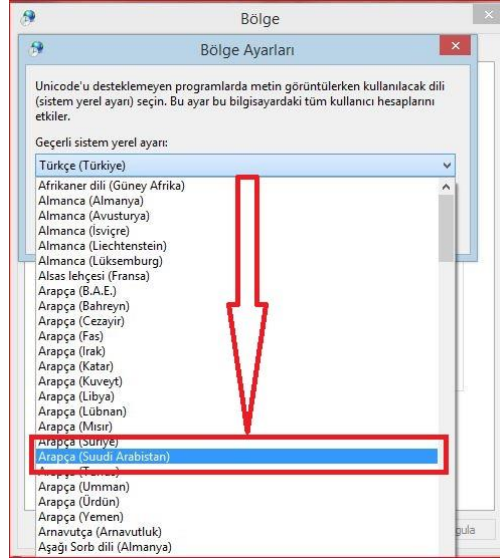 Bölge
Bölge Ayarları
Unicode'u desteklemeyen programlarda metin görüntülerken kullanılacak dili
(sistem yerel ayarı) seçin. Bu ayar bu bilgisayardaki tüm kullanıcı hesaplarını
etkiler.
Geçerli sistem yerel ayarı:
Türkçe (Türkiye)
Afrikaner dili (Güney Afrika)
Almanca (Almanya)
Almanca (Avusturya)
Almanca (İsviçre)
Almanca (Liechtenstein)
Almanca (Lüksemburg)
Alsas lehçesi (Fransa)
Arapça (B.A.E.)
Arapça (Bahreyn)
Arapça (Cezayir)
Arapça (Fas)
Arapça (Irak)
Arapça (Katar)
Arapça (Kuveyt)
Arapça (Libya)
Arapça (Lübnan)
Arapça (Mısır)
Arapça (Suriye)
Arapça (Suudi Arabistan)
Arapça (Tunus)
Arapça (Umman)
Arapça (Ürdün)
Arapça (Yemen)
Arnavutça (Arnavutluk)
Aşağı Sorb dili (Almanya)
gula